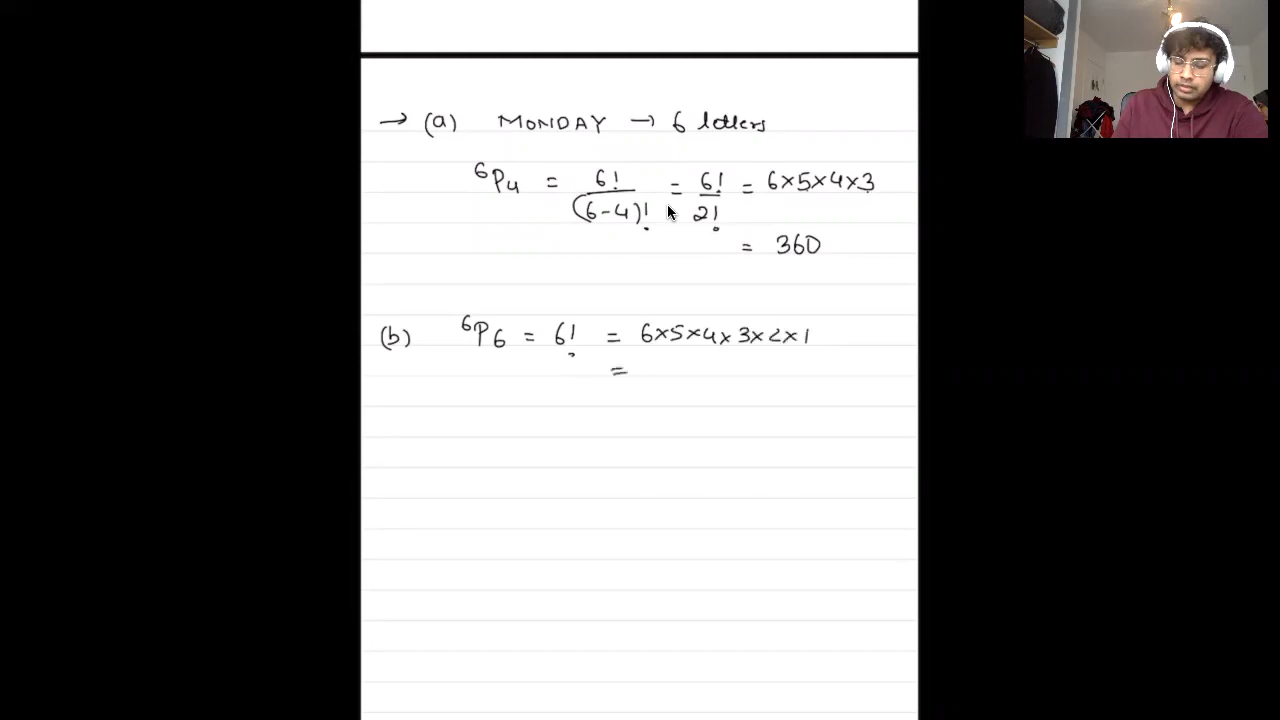 → (a) MONDAY → 6 letters
⁶P₄ = 6!/(6-4)! = 6!/2! = 6×5×4×3
= 360
(b) ⁶P₆ = 6! = 6×5×4×3×2×1
=